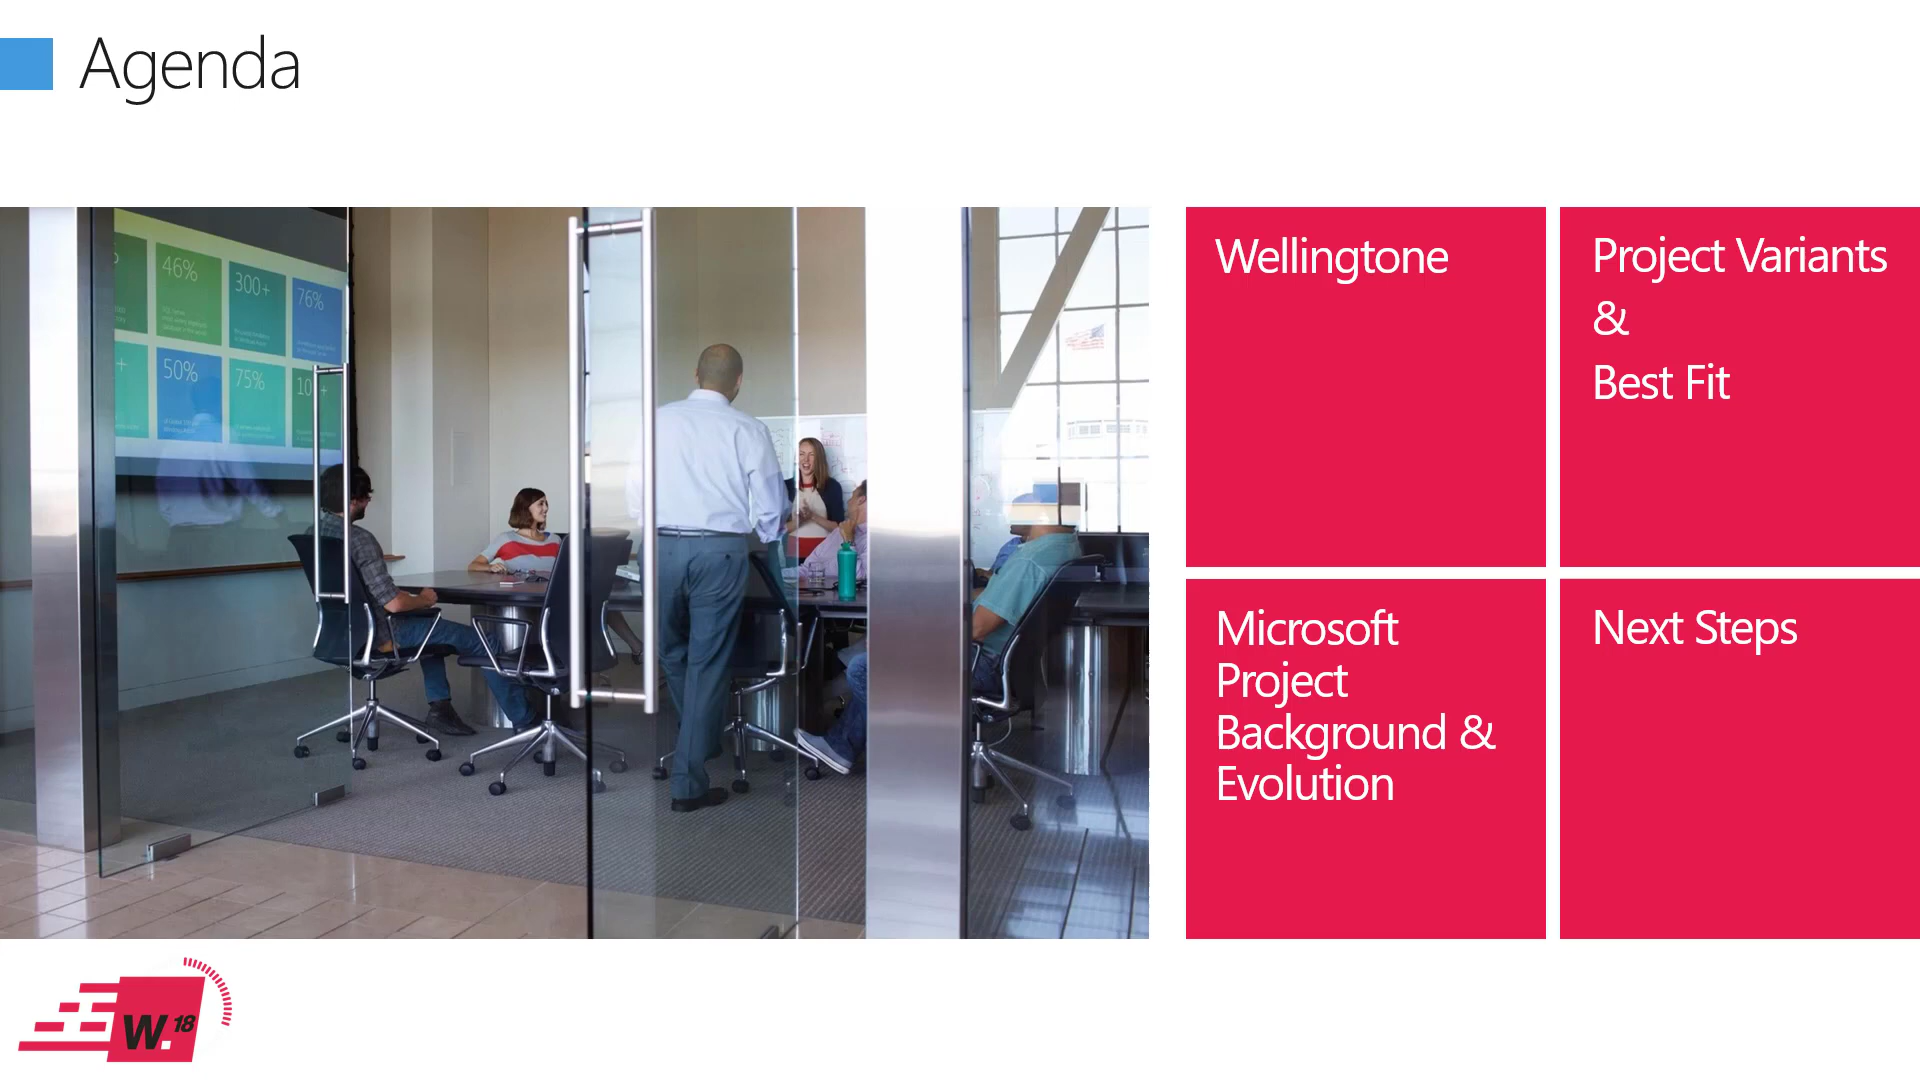 Agenda
46%
300+
76%
50%
75%
Wellingtone
Project Variants
&
Best Fit
Microsoft
Project
Background &
Evolution
Next Steps
W. 18